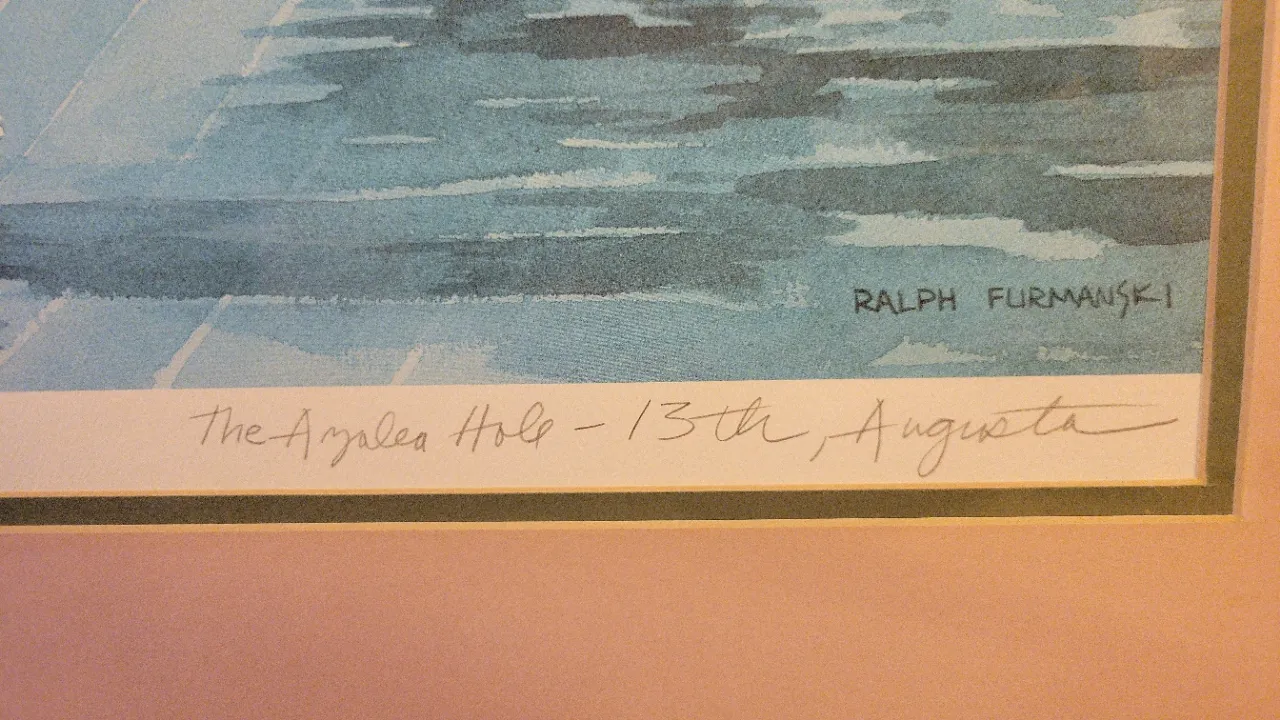 RALPH FURMANSKI
The Azalea Hole - 13th, Augusta